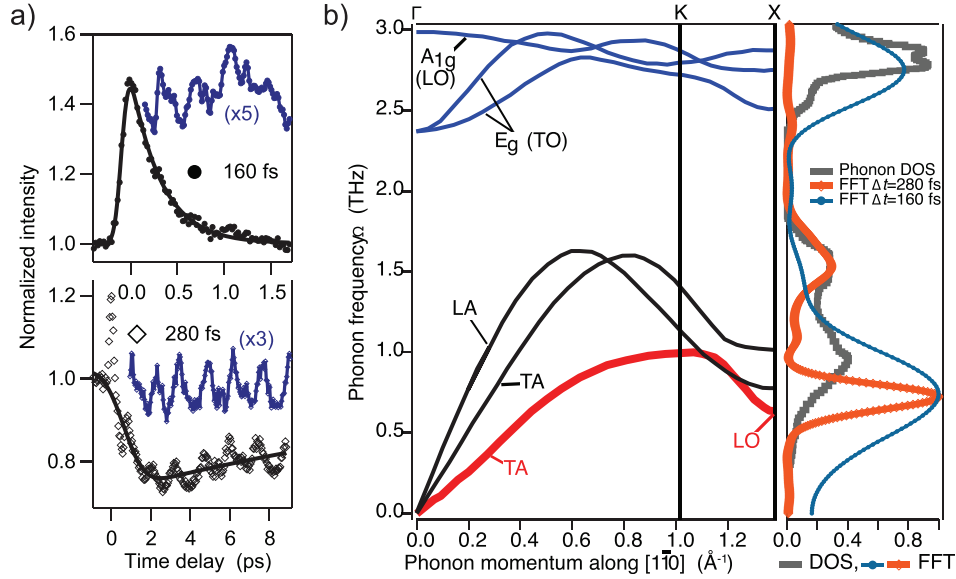 a)
1.6
1.4
1.2
1.0
(x5)
160 fs
0.0
0.5
1.0
1.5
Normalized intensity
1.2
1.0
0.8
280 fs
(x3)
0
2
4
6
8
Time delay (ps)
b)
Γ
K
X
3.0
2.5
2.0
1.5
1.0
0.5
0.0
Phonon frequencyΩ (THz)
A1g
(LO)
Eg (TO)
LA
TA
TA
LO
0.0
0.2
0.4
0.6
0.8
1.0
1.2
Phonon momentum along [11̄0] (Å-1)
Phonon DOS
FFT Δt=280 fs
FFT Δt=160 fs
0.0
0.4
0.8
DOS, FFT